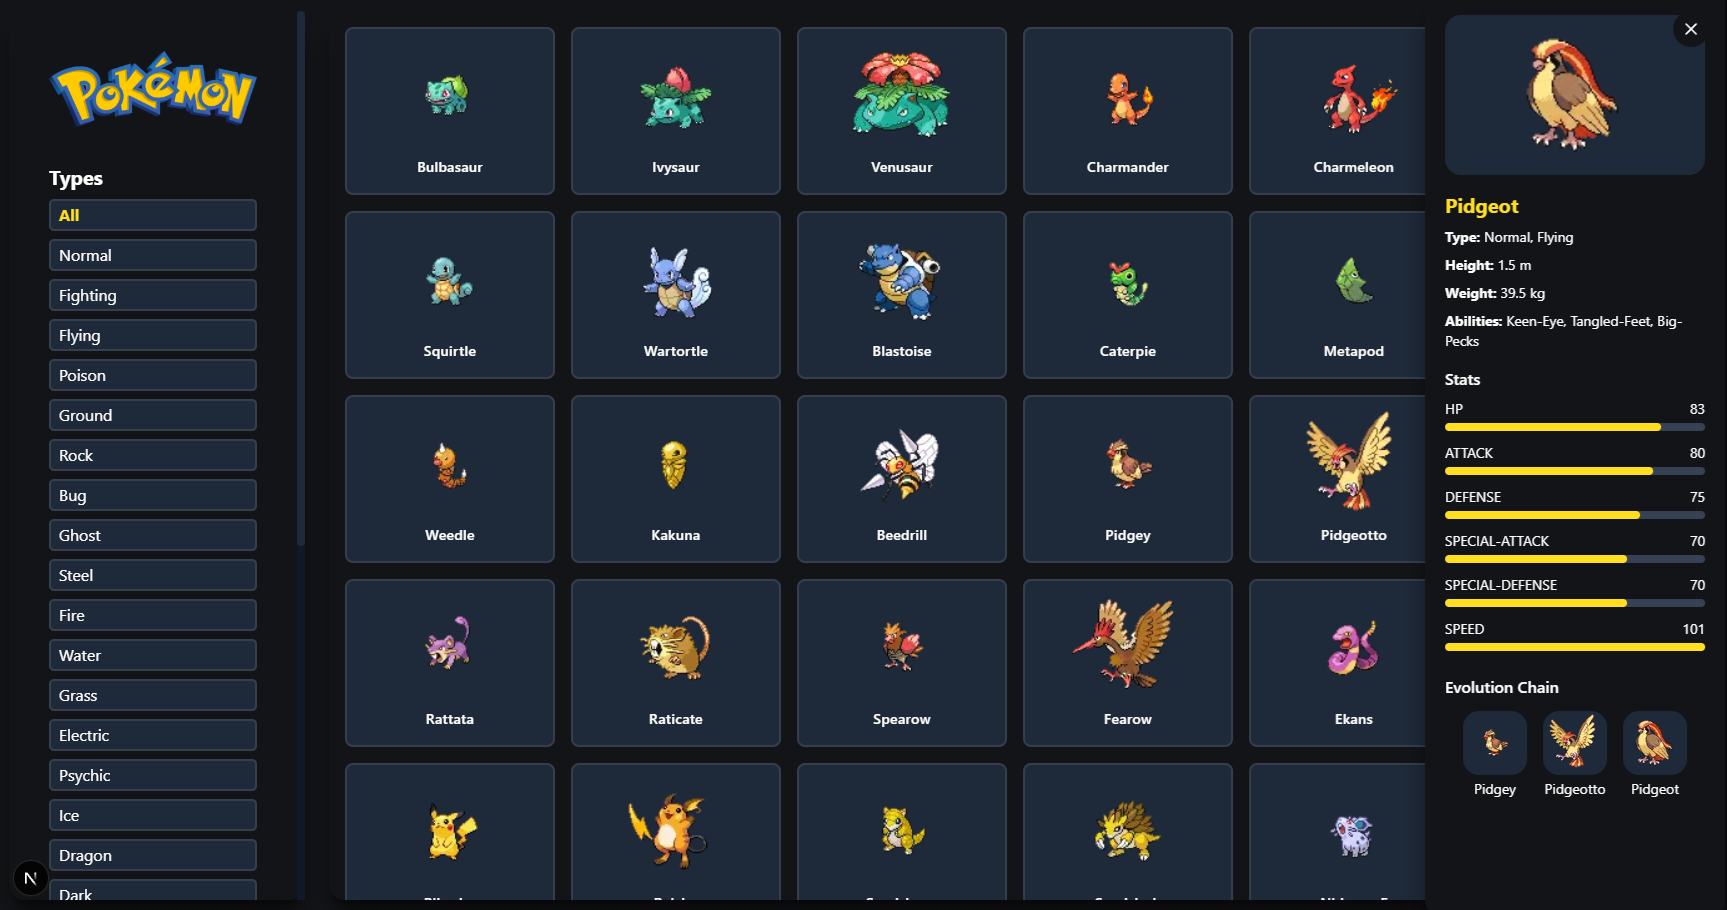 POKéMON
Types
All
Normal
Fighting
Flying
Poison
Ground
Rock
Bug
Ghost
Steel
Fire
Water
Grass
Electric
Psychic
Ice
Dragon
Dark
N
Bulbasaur
Ivysaur
Venusaur
Charmander
Charmeleon
Squirtle
Wartortle
Blastoise
Caterpie
Metapod
Weedle
Kakuna
Beedrill
Pidgey
Pidgeotto
Rattata
Raticate
Spearow
Fearow
Ekans
Pidgeot
Type: Normal, Flying
Height: 1.5 m
Weight: 39.5 kg
Abilities: Keen-Eye, Tangled-Feet, Big-
Pecks
Stats
HP 83
ATTACK 80
DEFENSE 75
SPECIAL-ATTACK 70
SPECIAL-DEFENSE 70
SPEED 101
Evolution Chain
Pidgey
Pidgeotto
Pidgeot